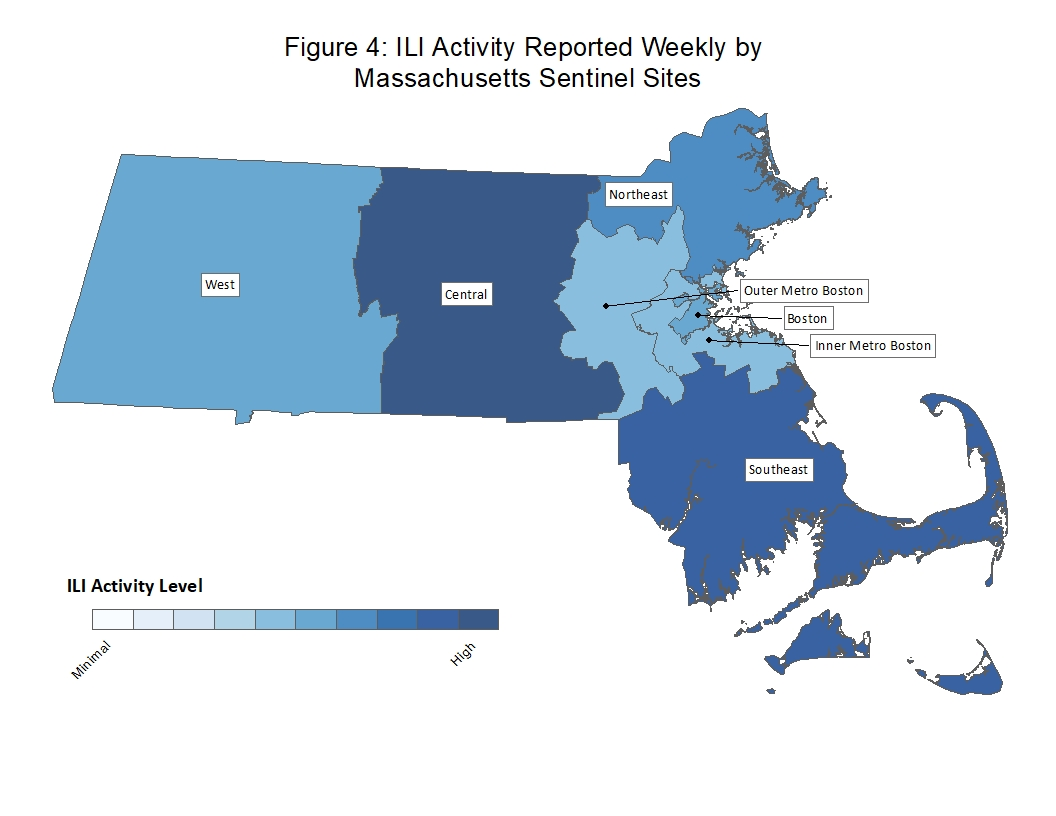 Figure 4: ILI Activity Reported Weekly by
Massachusetts Sentinel Sites
Northeast
West
Central
Outer Metro Boston
Boston
Inner Metro Boston
Southeast
ILI Activity Level
Minimal
High